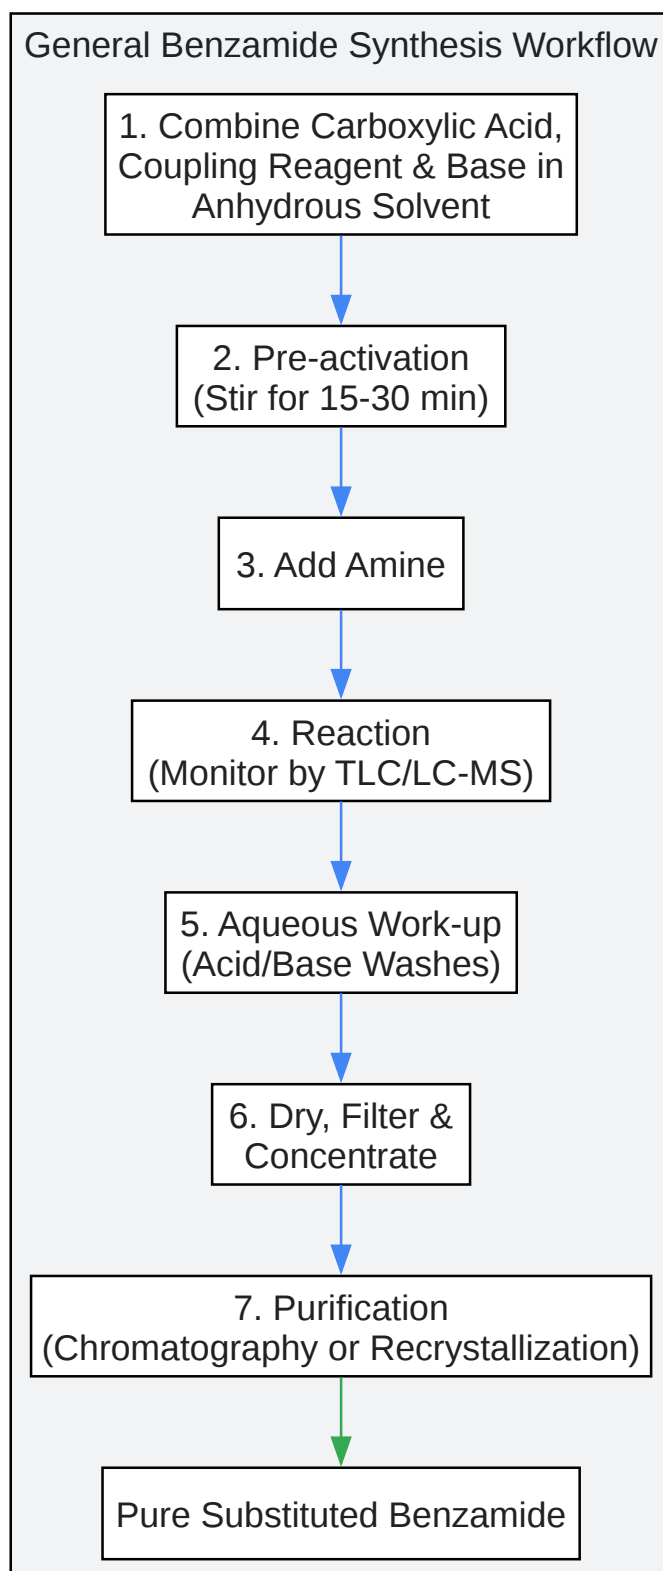 General Benzamide Synthesis Workflow
1. Combine Carboxylic Acid,
Coupling Reagent & Base in
Anhydrous Solvent
2. Pre-activation
(Stir for 15-30 min)
3. Add Amine
4. Reaction
(Monitor by TLC/LC-MS)
5. Aqueous Work-up
(Acid/Base Washes)
6. Dry, Filter &
Concentrate
7. Purification
(Chromatography or Recrystallization)
Pure Substituted Benzamide